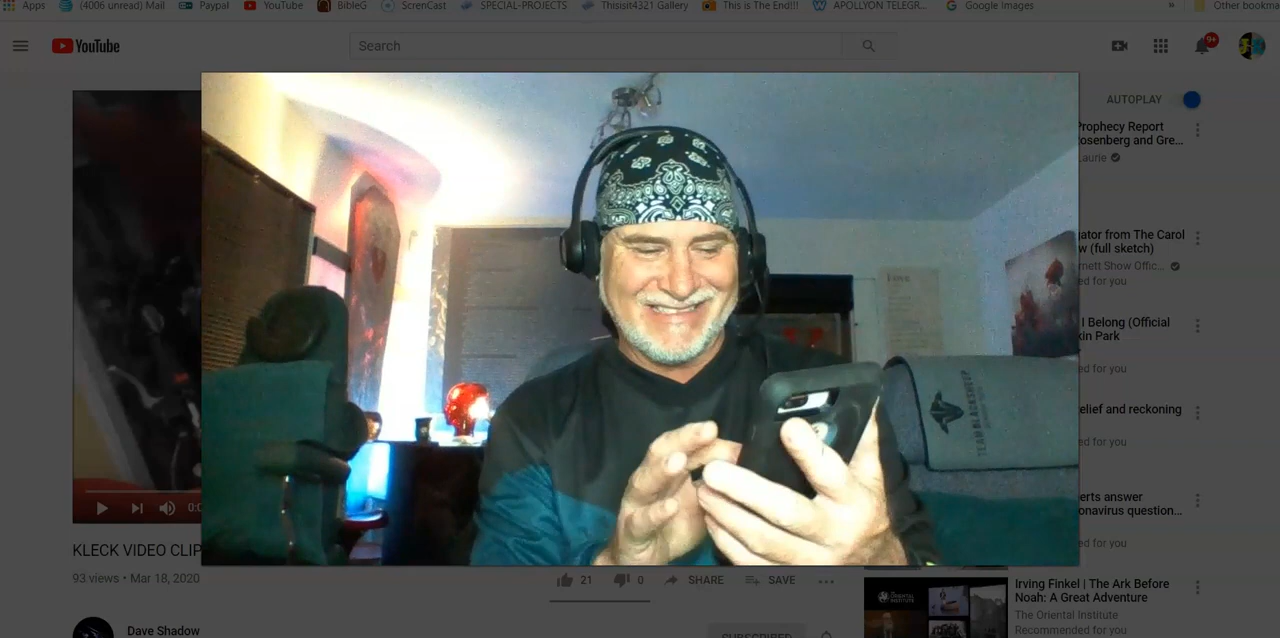 Apps (4006 unread) Mail Paypal YouTube BibleG ScrenCast SPECIAL-PROJECTS Thisisit4321 Gallery This is The End!!! APOLLYON TELEGR... Google Images » Other bookma
YouTube
Search
9+
AUTOPLAY
Prophecy Report
osenberg and Gre...
Laurie
gator from The Carol
w (full sketch)
rnett Show Offic...
ed for you
I Belong (Official
kin Park
ed for you
elief and reckoning
ed for you
erts answer
onavirus question...
ed for you
TEAM BLACKSHEEP
0:0
KLECK VIDEO CLIP
93 views • Mar 18, 2020
21 0 SHARE SAVE
Dave Shadow
SUBSCRIBED
Irving Finkel | The Ark Before
Noah: A Great Adventure
The Oriental Institute
Recommended for you